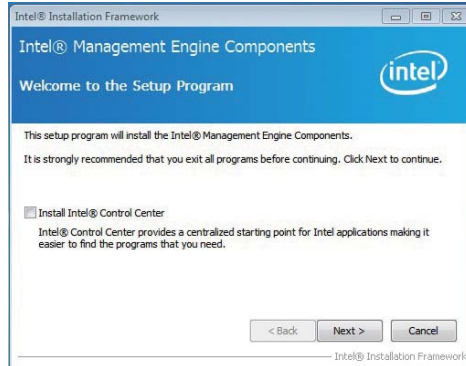 Intel® Installation Framework
Intel® Management Engine Components
Welcome to the Setup Program
intel
This setup program will install the Intel® Management Engine Components.
It is strongly recommended that you exit all programs before continuing. Click Next to continue.
Install Intel® Control Center
Intel® Control Center provides a centralized starting point for Intel applications making it
easier to find the programs that you need.
< Back Next > Cancel
Intel® Installation Framework